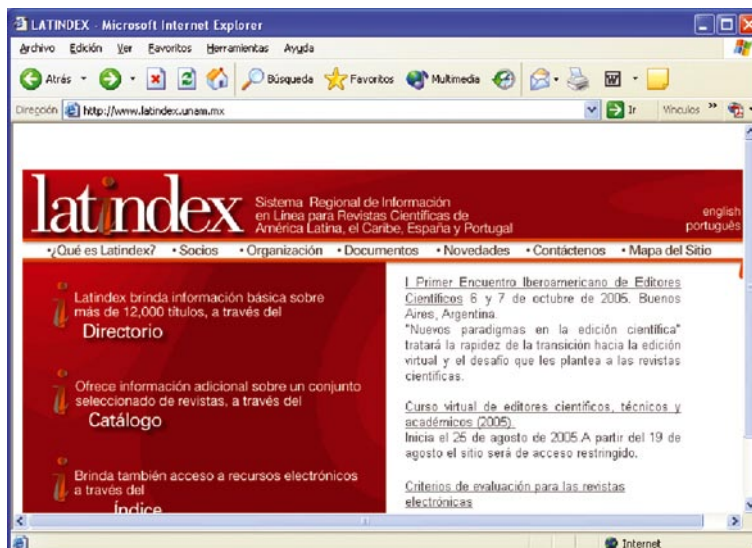 LATINDEX - Microsoft Internet Explorer
Archivo Edición Ver Favoritos Herramientas Ayuda
Atrás Búsqueda Favoritos Multimedia
Dirección http://www.latindex.unam.mx Ir Vínculos »
latindex
Sistema Regional de Información
en Línea para Revistas Científicas de
América Latina, el Caribe, España y Portugal
english
português
•¿Qué es Latindex? •Socios •Organización •Documentos •Novedades •Contáctenos •Mapa del Sitio
Latindex brinda información básica sobre
más de 12,000 títulos, a través del
Directorio
Ofrece información adicional sobre un conjunto
seleccionado de revistas, a través del
Catálogo
Brinda también acceso a recursos electrónicos
a través del
Índice
I Primer Encuentro Iberoamericano de Editores
Científicos 6 y 7 de octubre de 2005. Buenos
Aires, Argentina.
"Nuevos paradigmas en la edición científica"
tratará la rapidez de la transición hacia la edición
virtual y el desafío que les plantea a las revistas
científicas.
Curso virtual de editores científicos, técnicos y
académicos (2005)
Inicia el 25 de agosto de 2005.A partir del 19 de
agosto el sitio será de acceso restringido.
Criterios de evaluación para las revistas
electrónicas
Internet